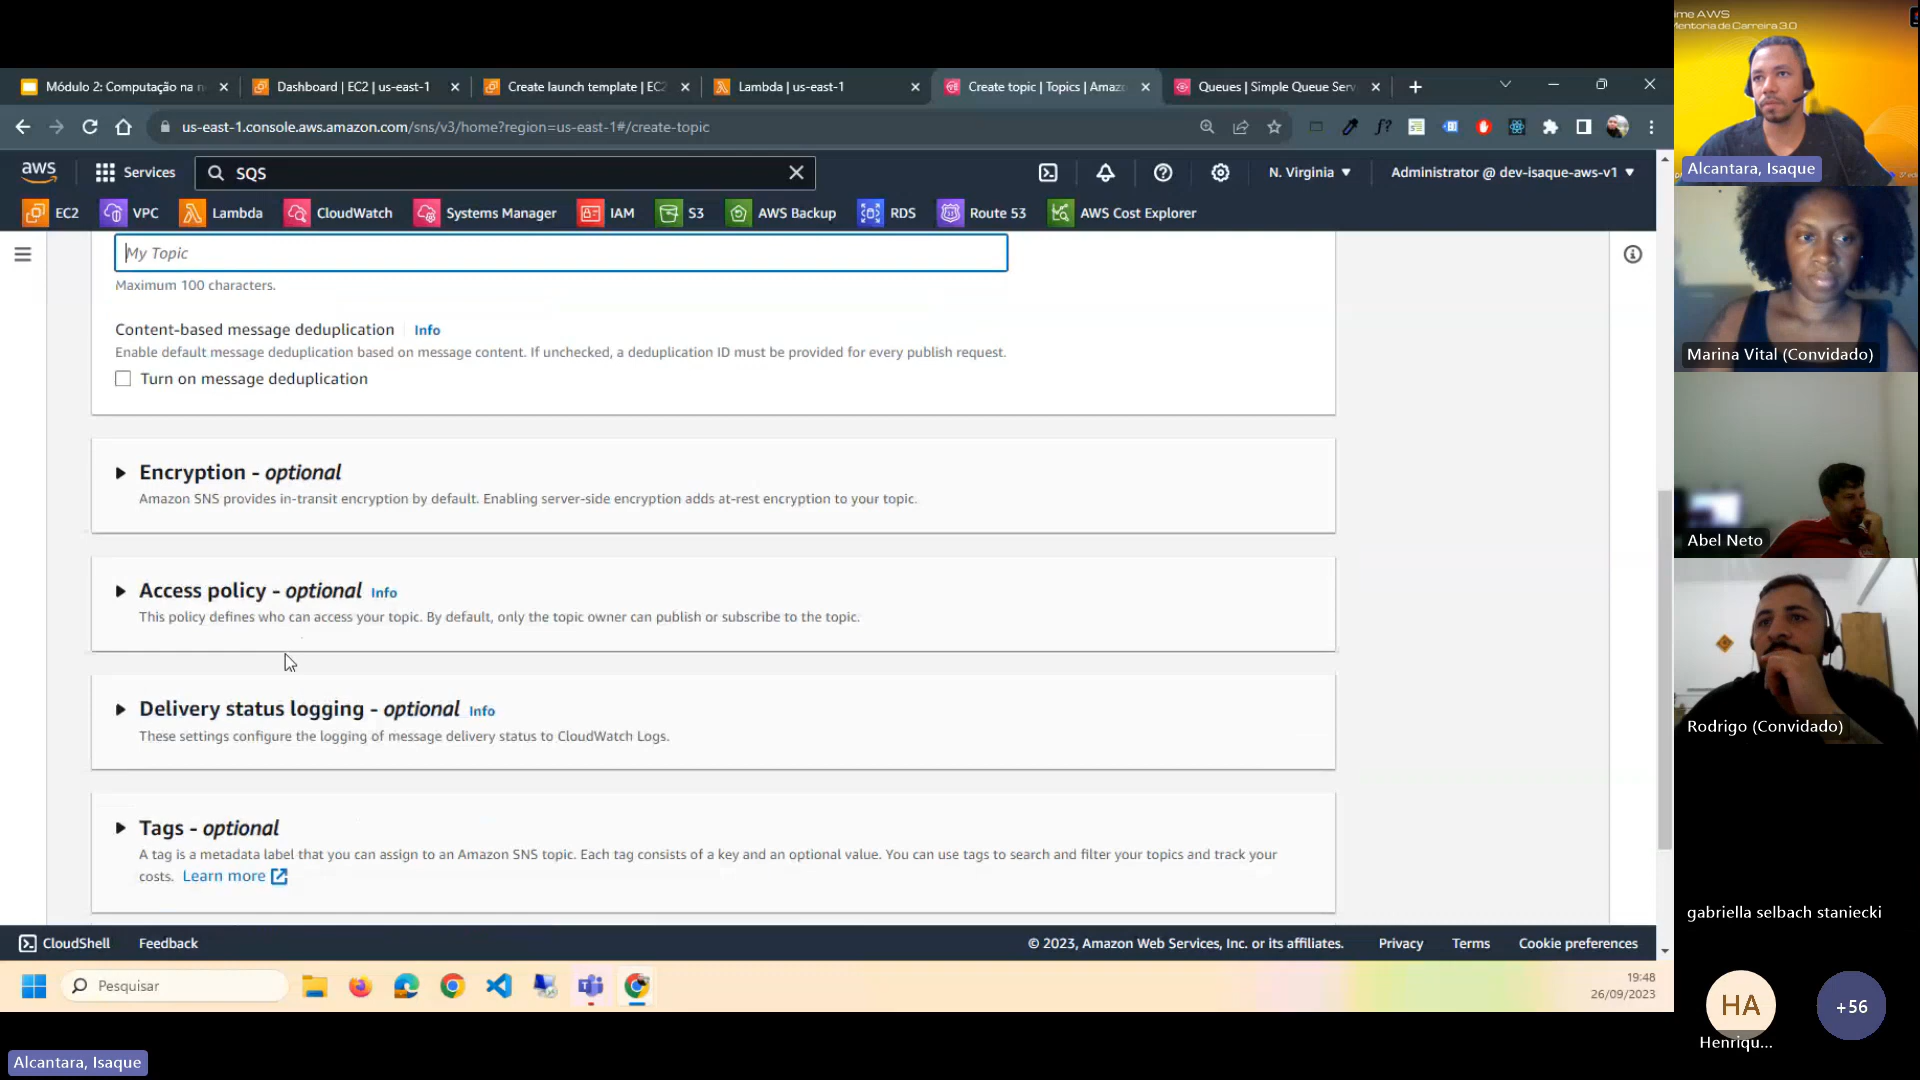 Módulo 2: Computação na n
Dashboard | EC2 | us-east-1
Create launch template | EC2
Lambda | us-east-1
Create topic | Topics | Amazo
Queues | Simple Queue Serv
us-east-1.console.aws.amazon.com/sns/v3/home?region=us-east-1#/create-topic
aws
Services
SQS
N. Virginia
Administrator @ dev-isaque-aws-v1
EC2
VPC
Lambda
CloudWatch
Systems Manager
IAM
S3
AWS Backup
RDS
Route 53
AWS Cost Explorer
My Topic
Maximum 100 characters.
Content-based message deduplication
Info
Enable default message deduplication based on message content. If unchecked, a deduplication ID must be provided for every publish request.
Turn on message deduplication
Encryption - optional
Amazon SNS provides in-transit encryption by default. Enabling server-side encryption adds at-rest encryption to your topic.
Access policy - optional Info
This policy defines who can access your topic. By default, only the topic owner can publish or subscribe to the topic.
Delivery status logging - optional Info
These settings configure the logging of message delivery status to CloudWatch Logs.
Tags - optional
A tag is a metadata label that you can assign to an Amazon SNS topic. Each tag consists of a key and an optional value. You can use tags to search and filter your topics and track your
costs. Learn more
CloudShell
Feedback
© 2023, Amazon Web Services, Inc. or its affiliates.
Privacy
Terms
Cookie preferences
Pesquisar
19:48
26/09/2023
Alcantara, Isaque
ime AWS
Mentoria de Carreira 3.0
Alcantara, Isaque
Marina Vital (Convidado)
Abel Neto
Rodrigo (Convidado)
gabriella selbach staniecki
HA
Henriqu...
+56